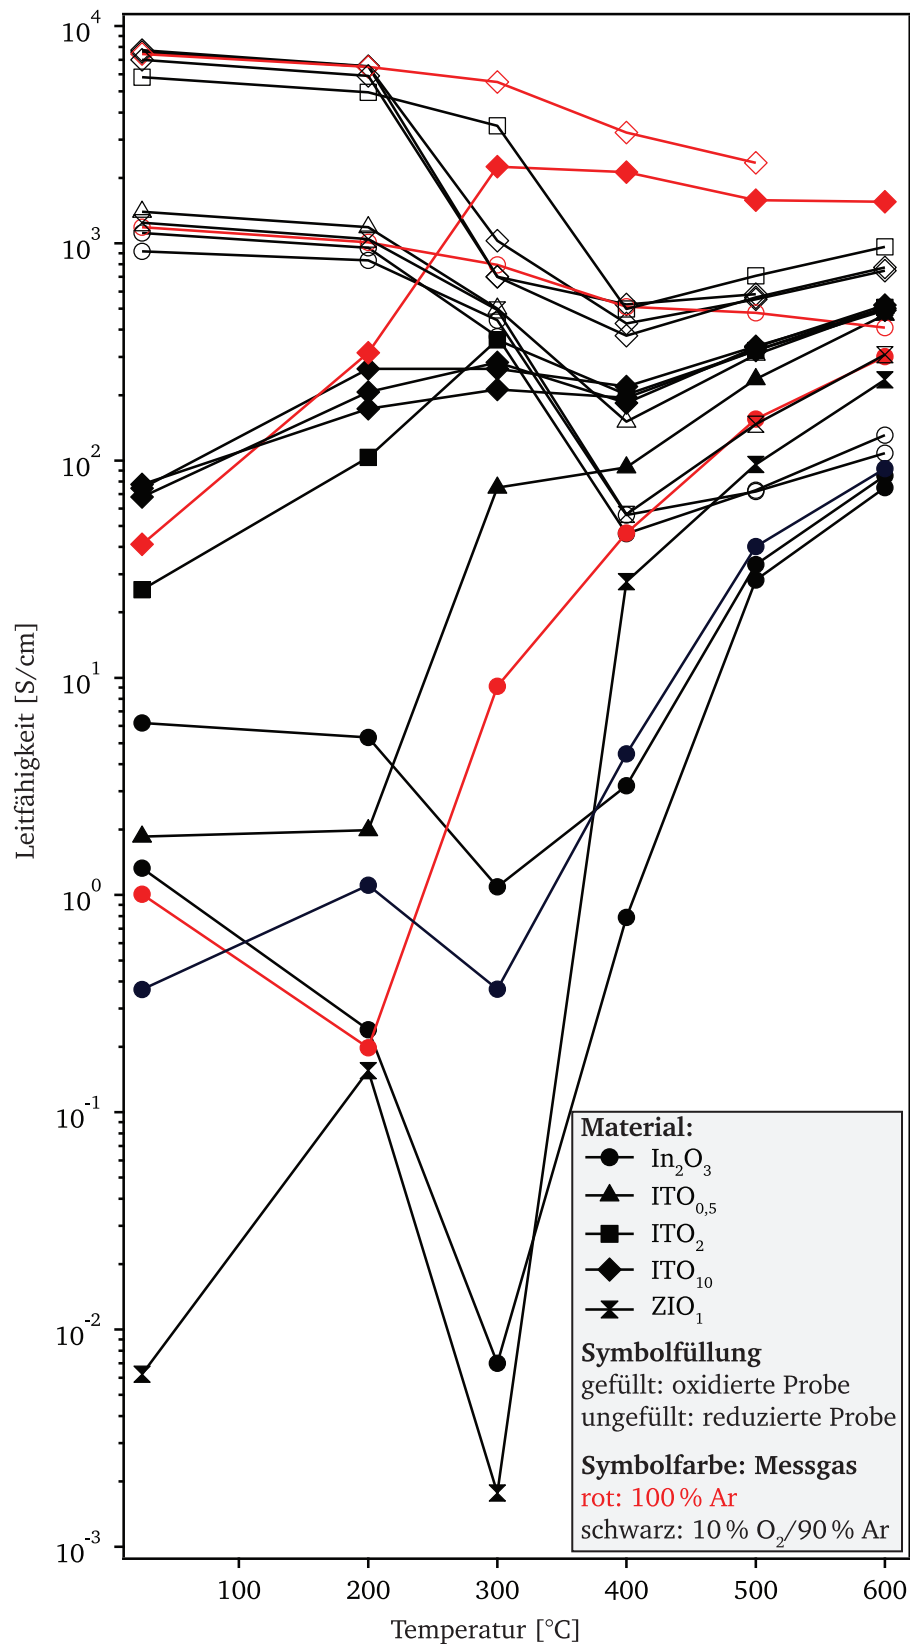 10^4
10^3
10^2
10^1
10^0
10^-1
10^-2
10^-3
Leitfähigkeit [S/cm]
100 200 300 400 500 600
Temperatur [°C]
Material:
In₂O₃
ITO₀,₅
ITO₂
ITO₁₀
ZIO₁
Symbolfüllung
gefüllt: oxidierte Probe
ungefüllt: reduzierte Probe
Symbolfarbe: Messgas
rot: 100 % Ar
schwarz: 10 % O₂/90 % Ar